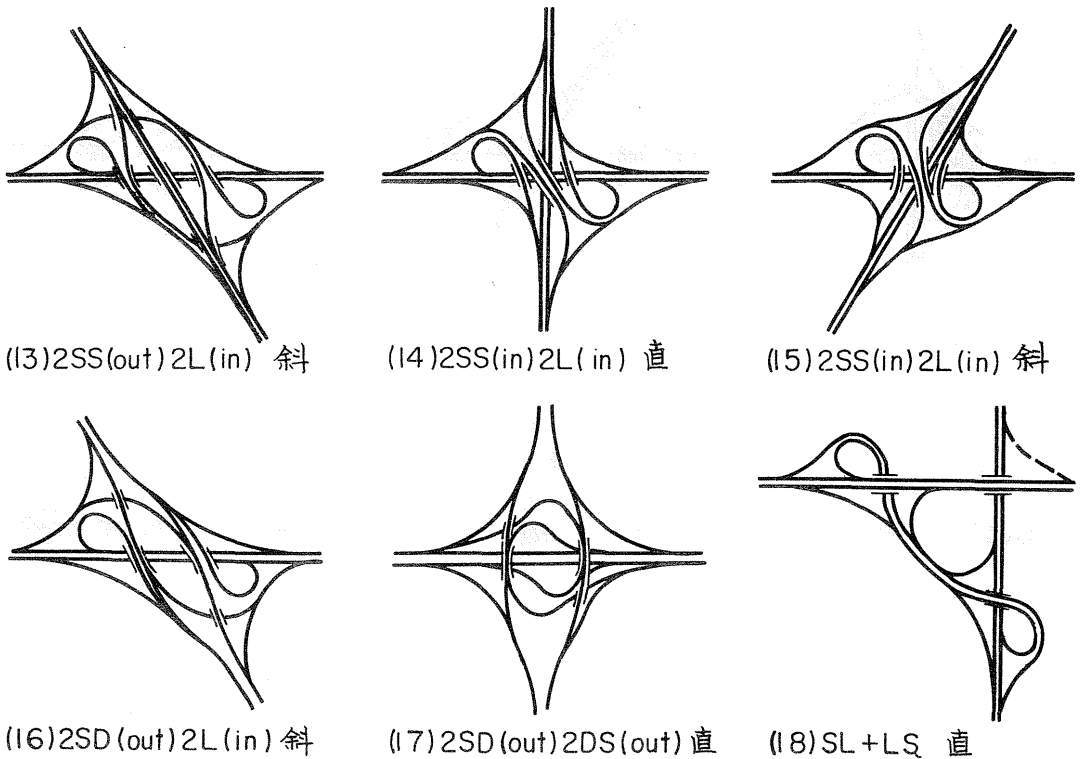 (13)2SS(out)2L(in) 斜
(14)2SS(in)2L(in) 直
(15)2SS(in)2L(in) 斜
(16)2SD(out)2L(in) 斜
(17)2SD(out)2DS(out) 直
(18)SL+LS 直